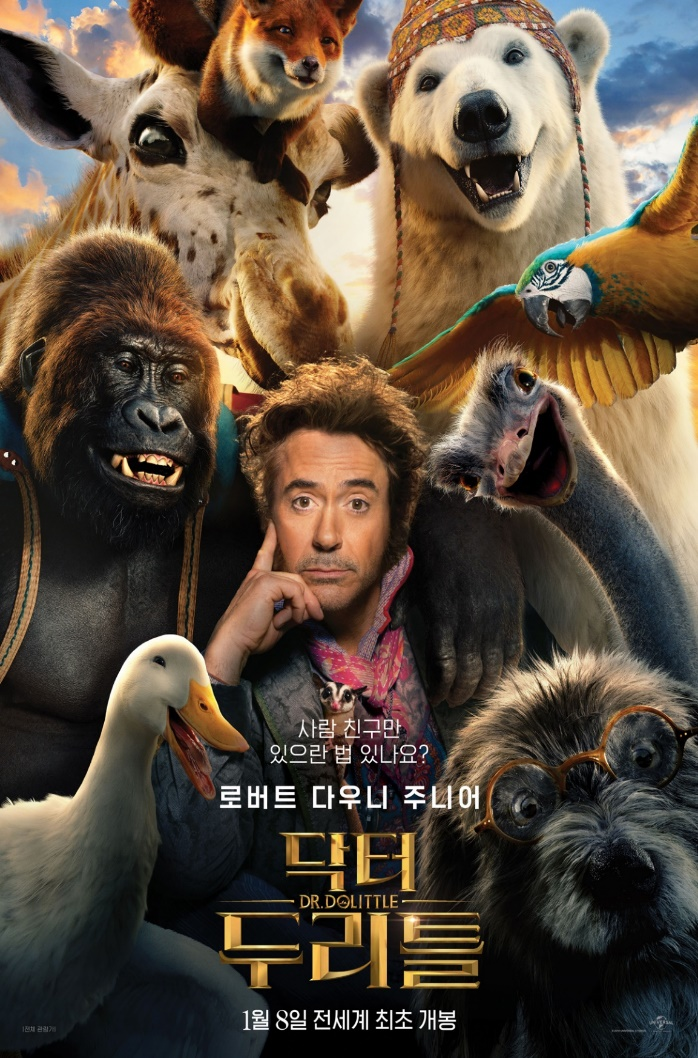 사람 친구만
있으란 법 있나요?
로버트 다우니 주니어
닥터
DR. DOLITTLE
두리틀
1월 8일 전세계 최초 개봉
UNIVERSAL